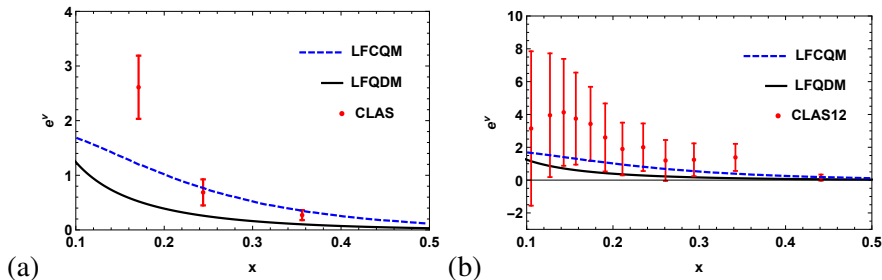 4
3
2
1
0
e^v
0.1 0.2 0.3 0.4 0.5
x
LFCQM
LFQDM
CLAS
(a)
10
8
6
4
2
0
−2
e^v
0.1 0.2 0.3 0.4 0.5
x
LFCQM
LFQDM
CLAS12
(b)